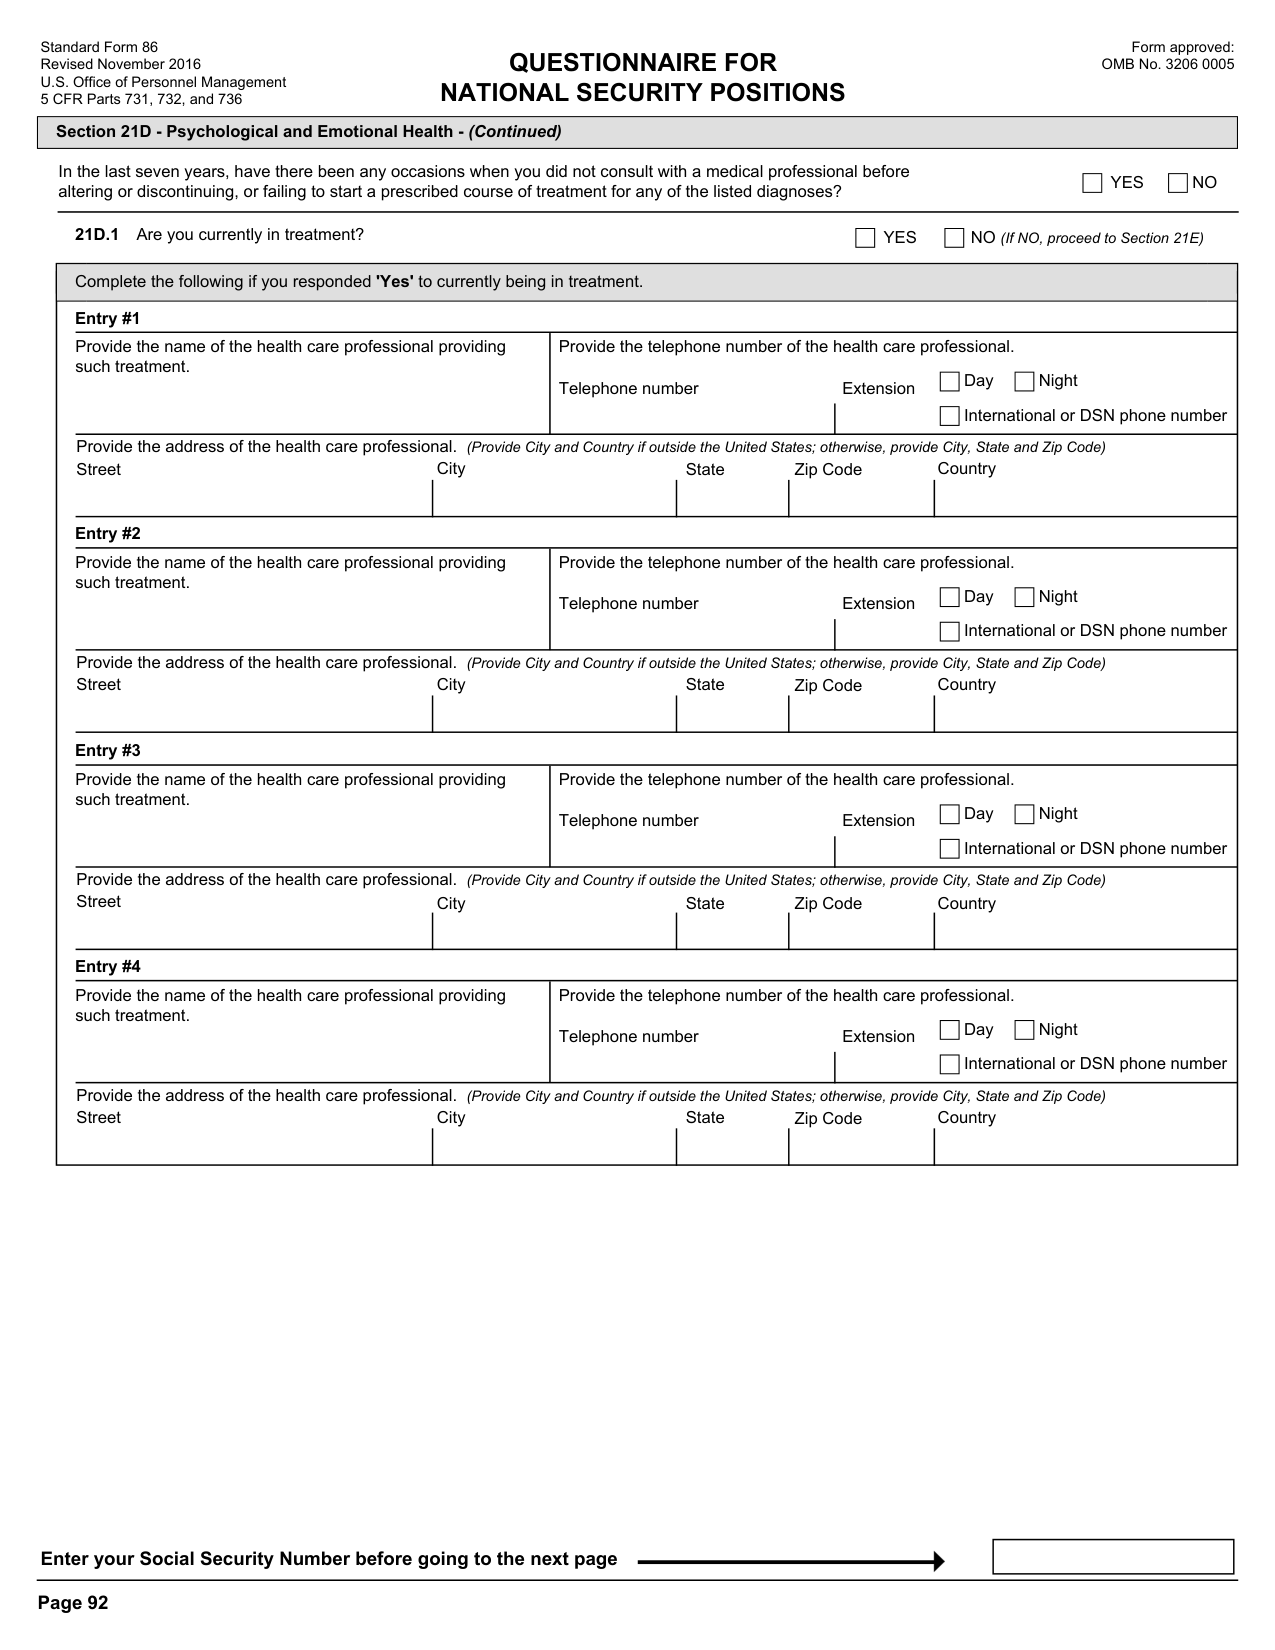 Standard Form 86
Revised November 2016
U.S. Office of Personnel Management
5 CFR Parts 731, 732, and 736
QUESTIONNAIRE FOR
NATIONAL SECURITY POSITIONS
Form approved:
OMB No. 3206 0005
Section 21D - Psychological and Emotional Health - (Continued)
In the last seven years, have there been any occasions when you did not consult with a medical professional before
altering or discontinuing, or failing to start a prescribed course of treatment for any of the listed diagnoses?
YES NO
21D.1 Are you currently in treatment?
YES NO (If NO, proceed to Section 21E)
Complete the following if you responded 'Yes' to currently being in treatment.
Entry #1
Provide the name of the health care professional providing
such treatment.
Provide the telephone number of the health care professional.
Telephone number Extension Day Night
International or DSN phone number
Provide the address of the health care professional. (Provide City and Country if outside the United States; otherwise, provide City, State and Zip Code)
Street City State Zip Code Country
Entry #2
Provide the name of the health care professional providing
such treatment.
Provide the telephone number of the health care professional.
Telephone number Extension Day Night
International or DSN phone number
Provide the address of the health care professional. (Provide City and Country if outside the United States; otherwise, provide City, State and Zip Code)
Street City State Zip Code Country
Entry #3
Provide the name of the health care professional providing
such treatment.
Provide the telephone number of the health care professional.
Telephone number Extension Day Night
International or DSN phone number
Provide the address of the health care professional. (Provide City and Country if outside the United States; otherwise, provide City, State and Zip Code)
Street City State Zip Code Country
Entry #4
Provide the name of the health care professional providing
such treatment.
Provide the telephone number of the health care professional.
Telephone number Extension Day Night
International or DSN phone number
Provide the address of the health care professional. (Provide City and Country if outside the United States; otherwise, provide City, State and Zip Code)
Street City State Zip Code Country
Enter your Social Security Number before going to the next page
Page 92